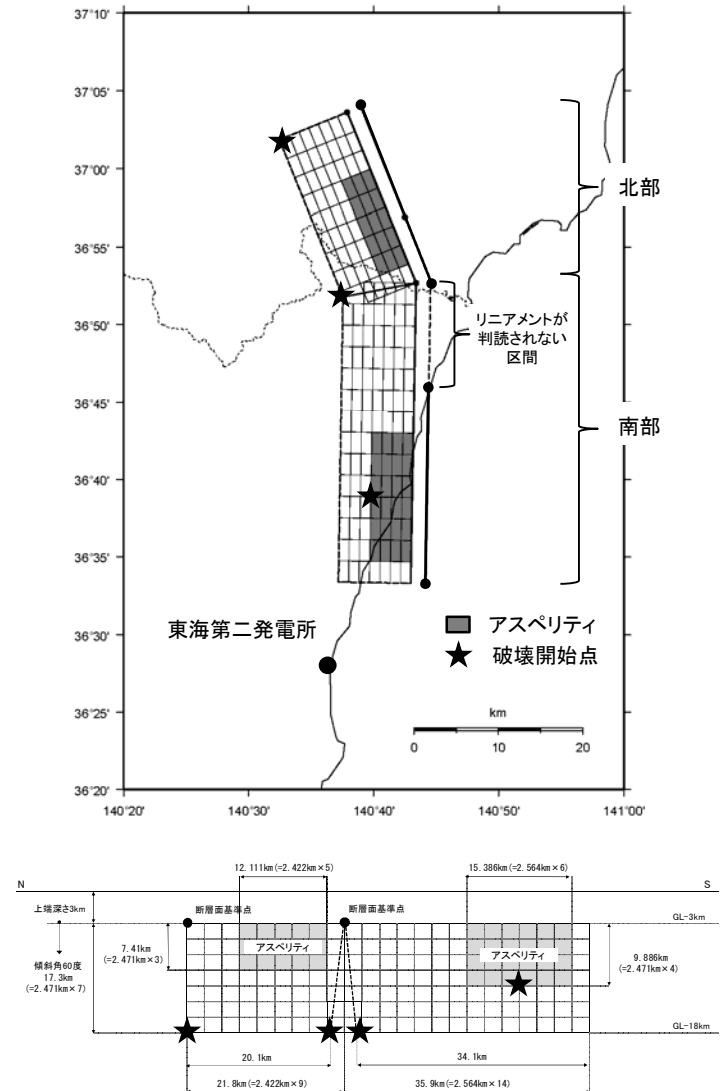 37°10'
37°05'
37°00'
36°55'
36°50'
36°45'
36°40'
36°35'
36°30'
36°25'
36°20'
140°20'
140°30'
140°40'
140°50'
141°00'
北部
リニアメントが
判読されない
区間
南部
東海第二発電所
アスペリティ
破壊開始点
km
0
10
20
12.111km(=2.422km×5)
15.386km(=2.564km×6)
N
S
上端深さ3km
断層面基準点
断層面基準点
GL-3km
7.41km
(=2.471km×3)
アスペリティ
アスペリティ
9.886km
(=2.471km×4)
傾斜角60度
17.3km
(=2.471km×7)
GL-18km
20.1km
34.1km
21.8km(=2.422km×9)
35.9km(=2.564km×14)